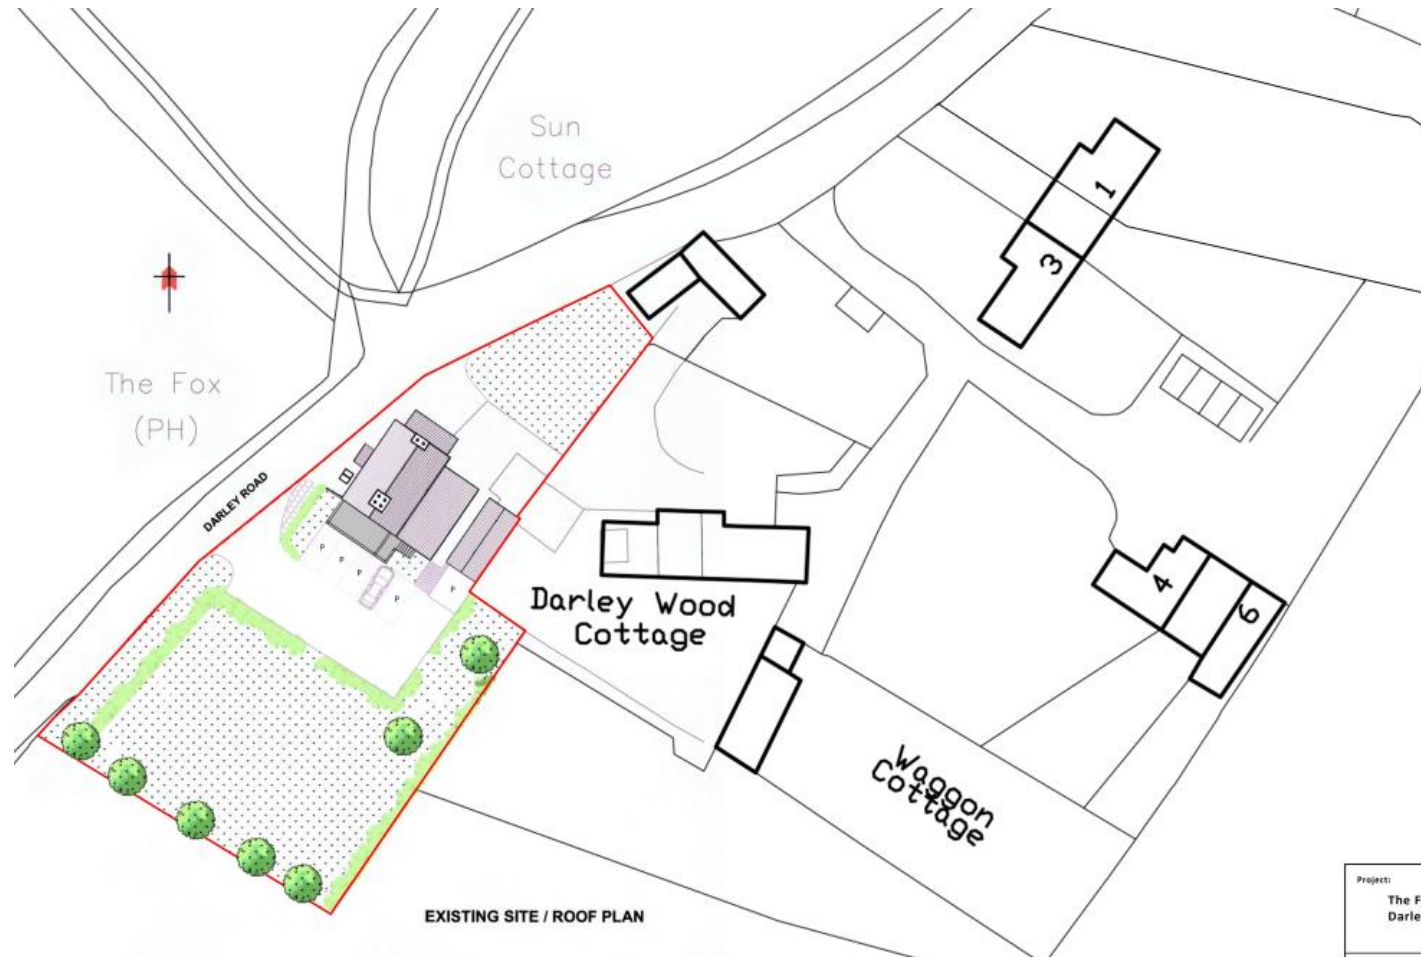 Sun
Cottage
1
3
The Fox
(PH)
DARLEY ROAD
P
P
P
P
P
P
Darley Wood
Cottage
4
6
Waggon
Cottage
EXISTING SITE / ROOF PLAN
Project:
The F
Darle